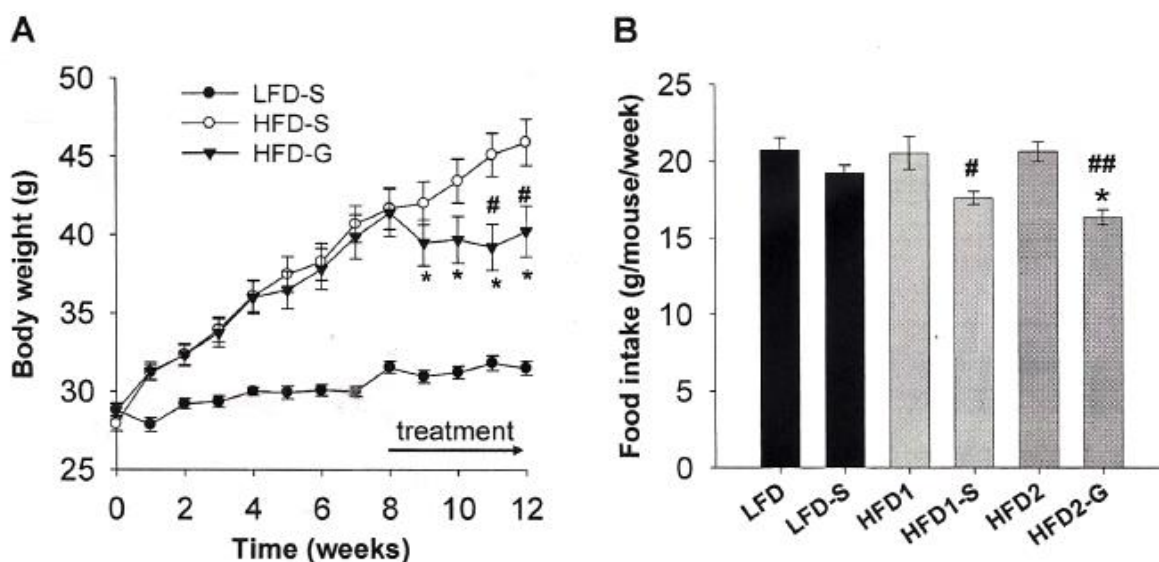 A
50
45
40
35
30
25
Body weight (g)
LFD-S
HFD-S
HFD-G
# #
* * * *
treatment
0 2 4 6 8 10 12
Time (weeks)
B
25
20
15
10
5
0
Food intake (g/mouse/week)
#
##
*
LFD
LFD-S
HFD1
HFD1-S
HFD2
HFD2-G